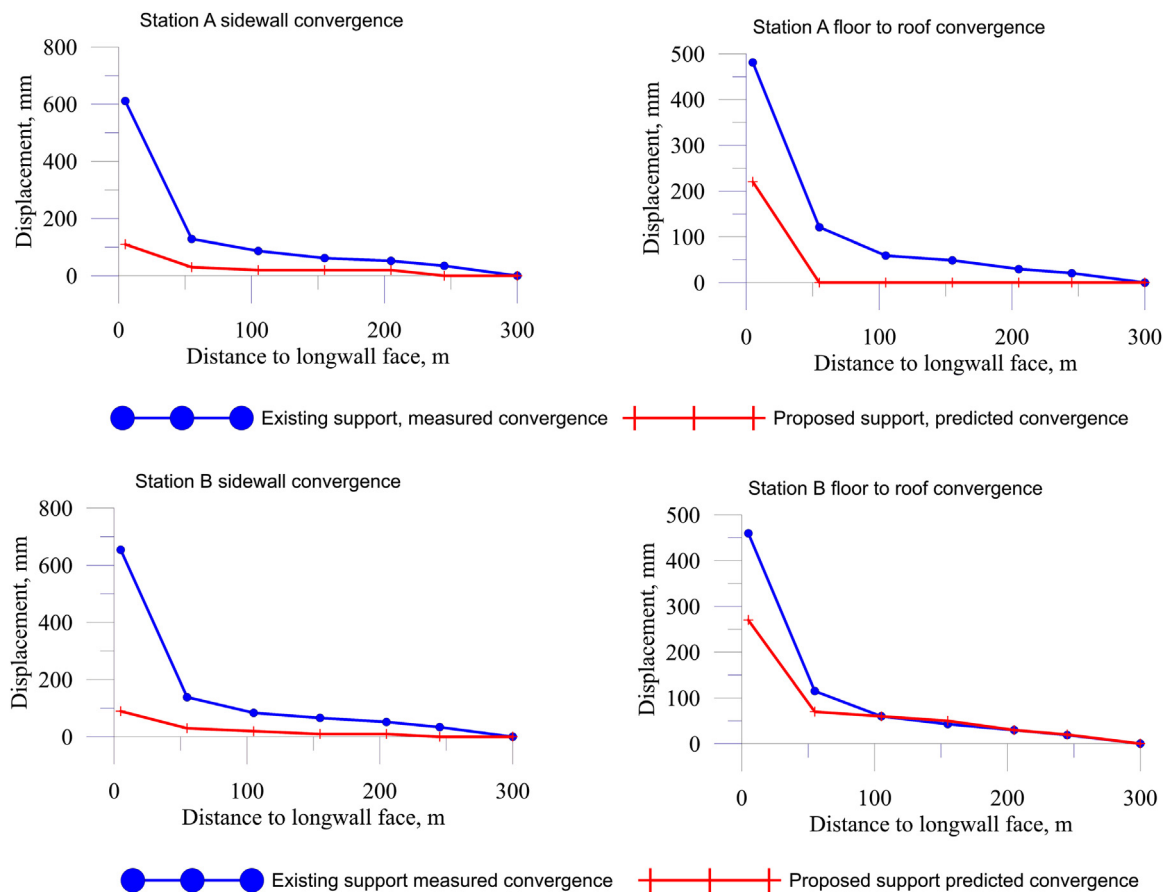 Station A sidewall convergence
800
600
400
200
0
Displacement, mm
0 100 200 300
Distance to longwall face, m
Station A floor to roof convergence
500
400
300
200
100
0
Displacement, mm
0 100 200 300
Distance to longwall face, m
Existing support, measured convergence
Proposed support, predicted convergence
Station B sidewall convergence
800
600
400
200
0
Displacement, mm
0 100 200 300
Distance to longwall face, m
Station B floor to roof convergence
500
400
300
200
100
0
Displacement, mm
0 100 200 300
Distance to longwall face, m
Existing support measured convergence
Proposed support predicted convergence